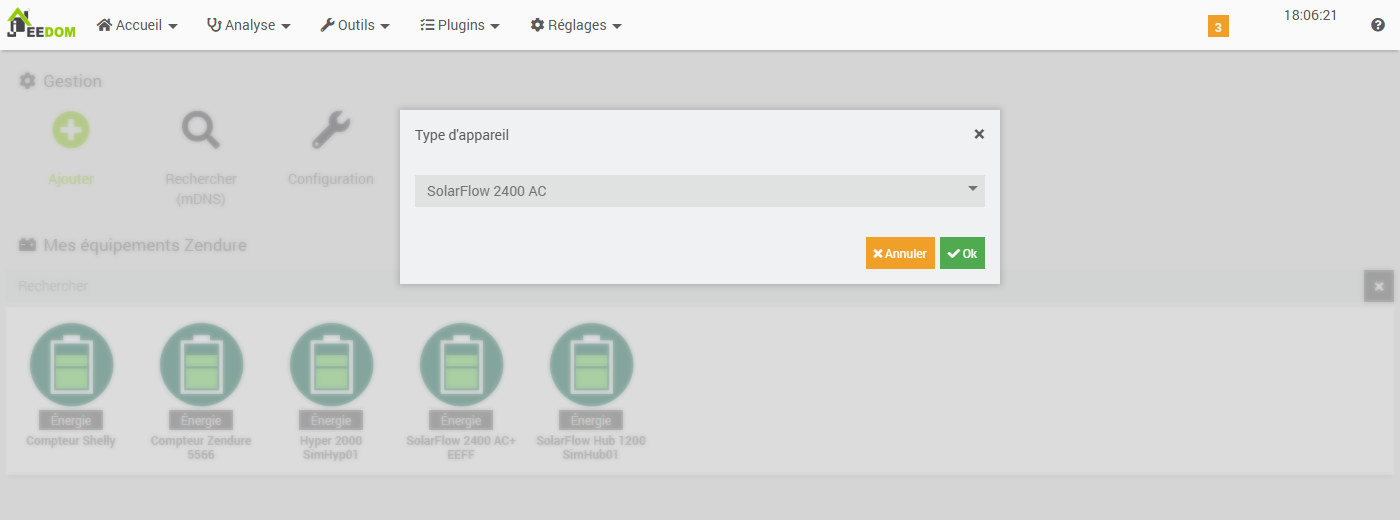 JEEDOM Accueil Analyse Outils Plugins Réglages 3 18:06:21
Gestion
Ajouter
Rechercher
(mDNS)
Configuration
Type d'appareil
SolarFlow 2400 AC
Annuler Ok
Mes équipements Zendure
Rechercher
Énergie
Compteur Shelly
Énergie
Compteur Zendure
5566
Énergie
Hyper 2000
SimHyp01
Énergie
SolarFlow 2400 AC+
EEFF
Énergie
SolarFlow Hub 1200
SimHub01